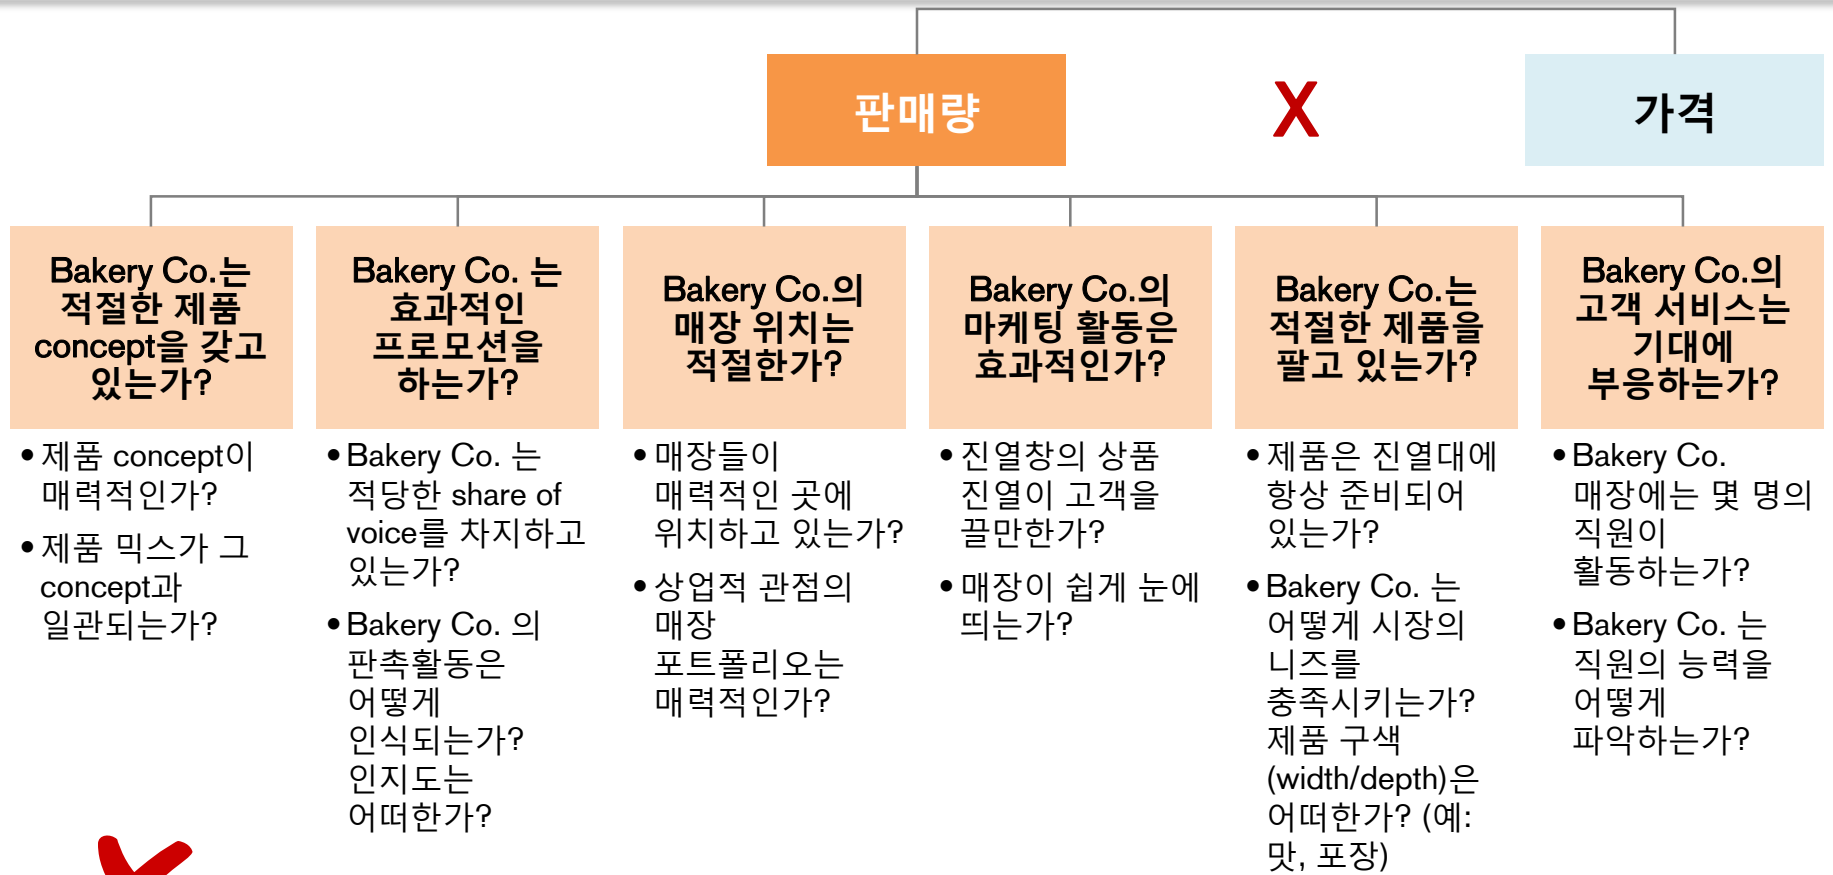 판매량
X
가격
Bakery Co.는
적절한 제품
concept을 갖고
있는가?
Bakery Co. 는
효과적인
프로모션을
하는가?
Bakery Co.의
매장 위치는
적절한가?
Bakery Co.의
마케팅 활동은
효과적인가?
Bakery Co.는
적절한 제품을
팔고 있는가?
Bakery Co.의
고객 서비스는
기대에
부응하는가?
•제품 concept이
매력적인가?
•제품 믹스가 그
concept과
일관되는가?
•Bakery Co. 는
적당한 share of
voice를 차지하고
있는가?
•Bakery Co. 의
판촉활동은
어떻게
인식되는가?
인지도는
어떠한가?
•매장들이
매력적인 곳에
위치하고 있는가?
•상업적 관점의
매장
포트폴리오는
매력적인가?
•진열창의 상품
진열이 고객을
끌만한가?
•매장이 쉽게 눈에
띄는가?
•제품은 진열대에
항상 준비되어
있는가?
•Bakery Co. 는
어떻게 시장의
니즈를
충족시키는가?
제품 구색
(width/depth)은
어떠한가? (예:
맛, 포장)
•Bakery Co.
매장에는 몇 명의
직원이
활동하는가?
•Bakery Co. 는
직원의 능력을
어떻게
파악하는가?